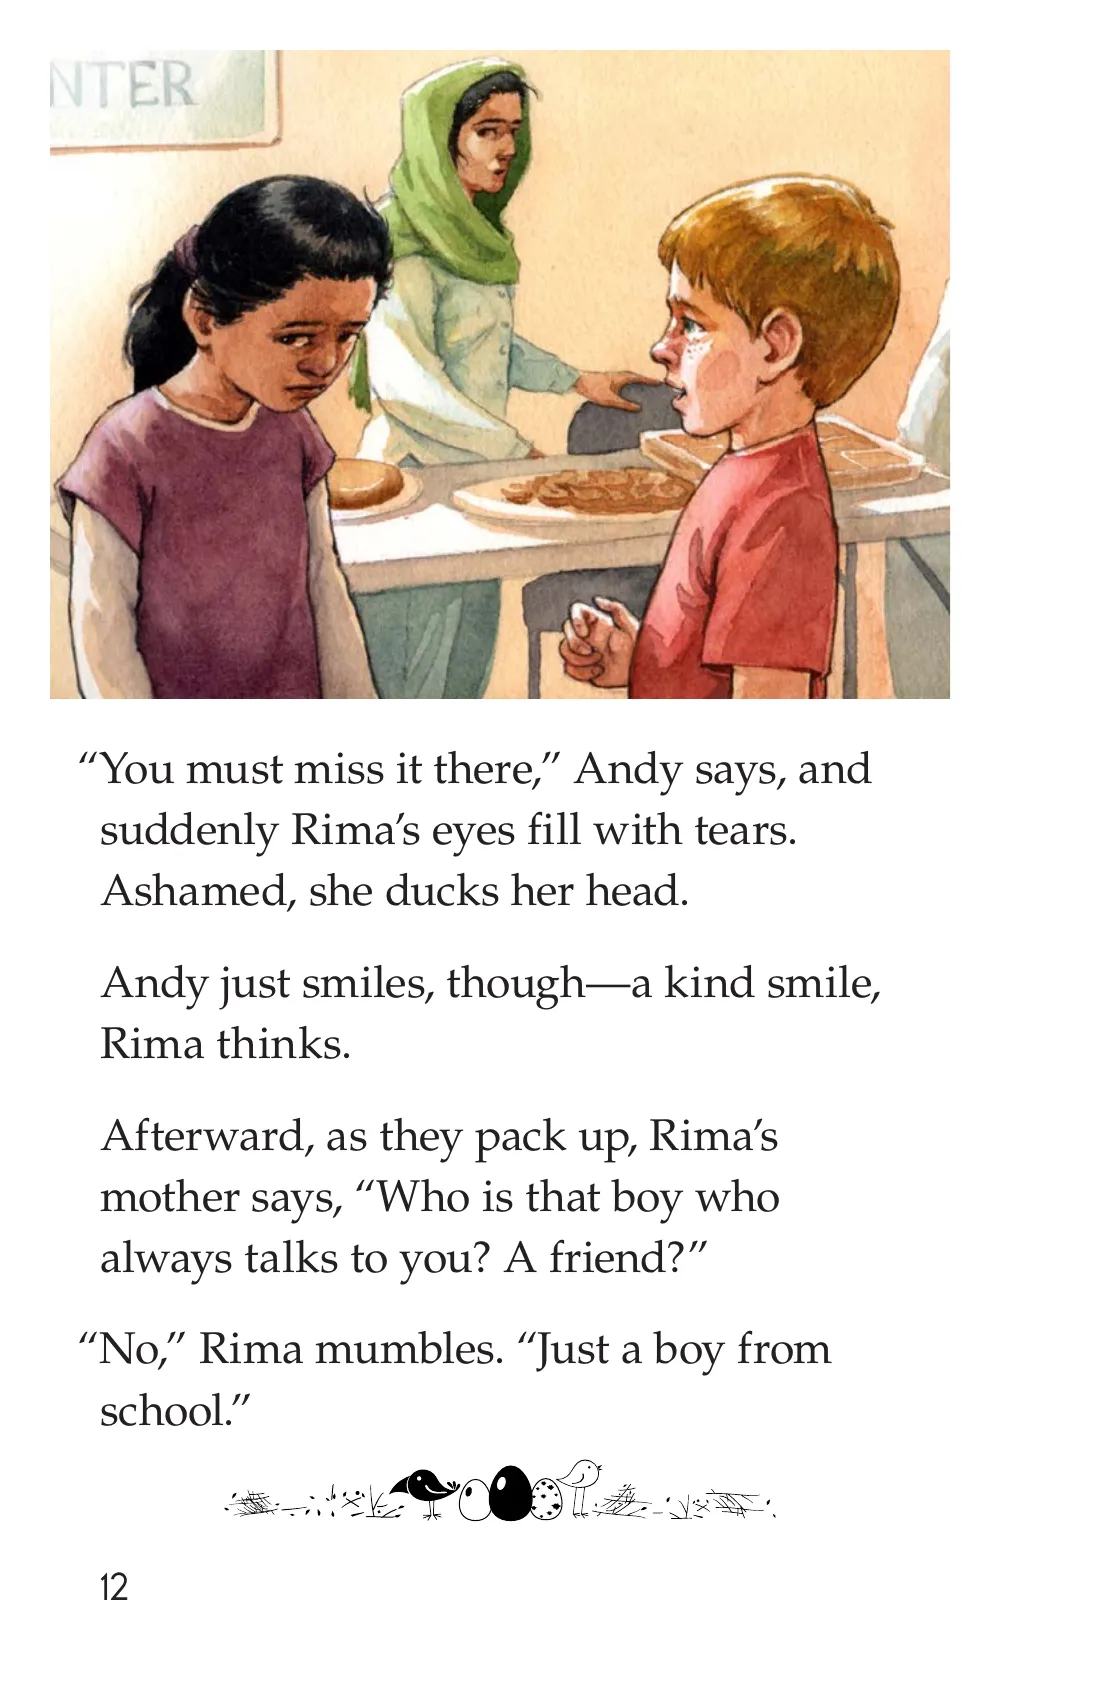 NTER
“You must miss it there,” Andy says, and
suddenly Rima’s eyes fill with tears.
Ashamed, she ducks her head.
Andy just smiles, though—a kind smile,
Rima thinks.
Afterward, as they pack up, Rima’s
mother says, “Who is that boy who
always talks to you? A friend?”
“No,” Rima mumbles. “Just a boy from
school.”
12